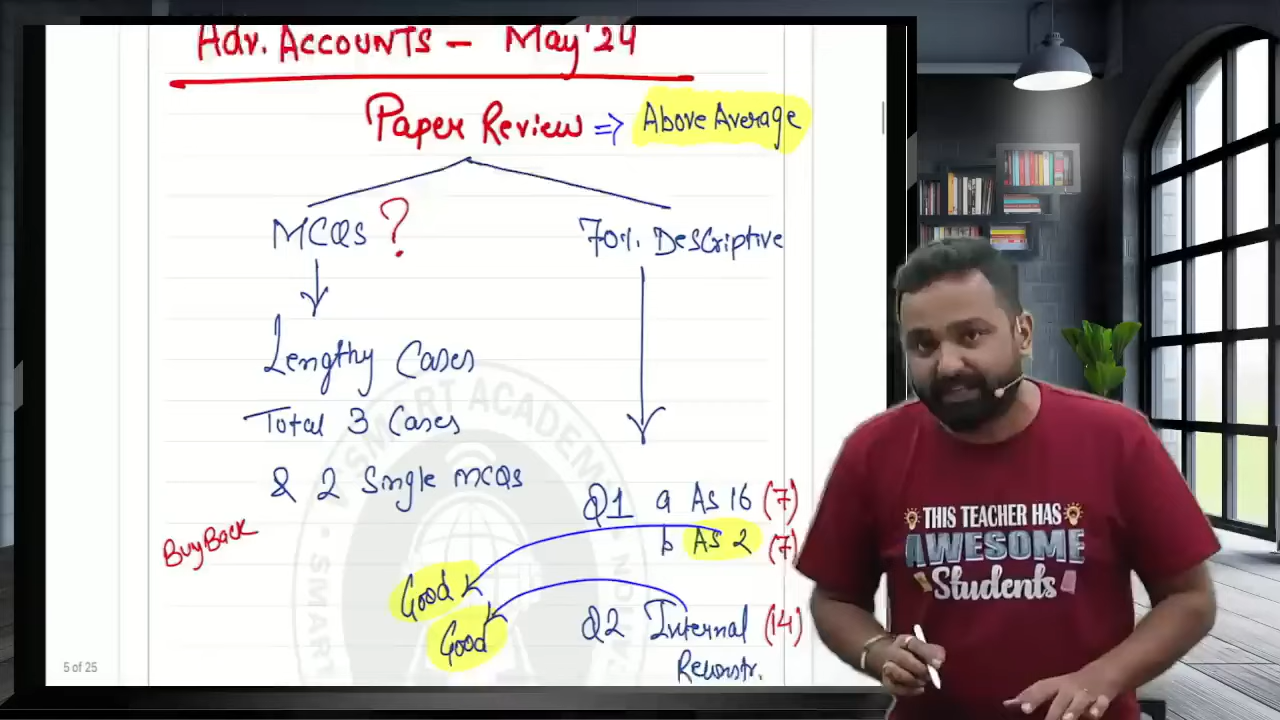 Adv. ACCOUNTS – May'24
Paper Review => Above Average
MCQs ?
70%. Descriptive
Lengthy Cases
Total 3 Cases
& 2 Single MCQs
BuyBack
Q1 a As 16 (7)
b AS 2 (7)
Good
Good
Q2 Internal (14)
Reconstr.
5 of 25
SMART ACADEMY
THIS TEACHER HAS
AWESOME
Students